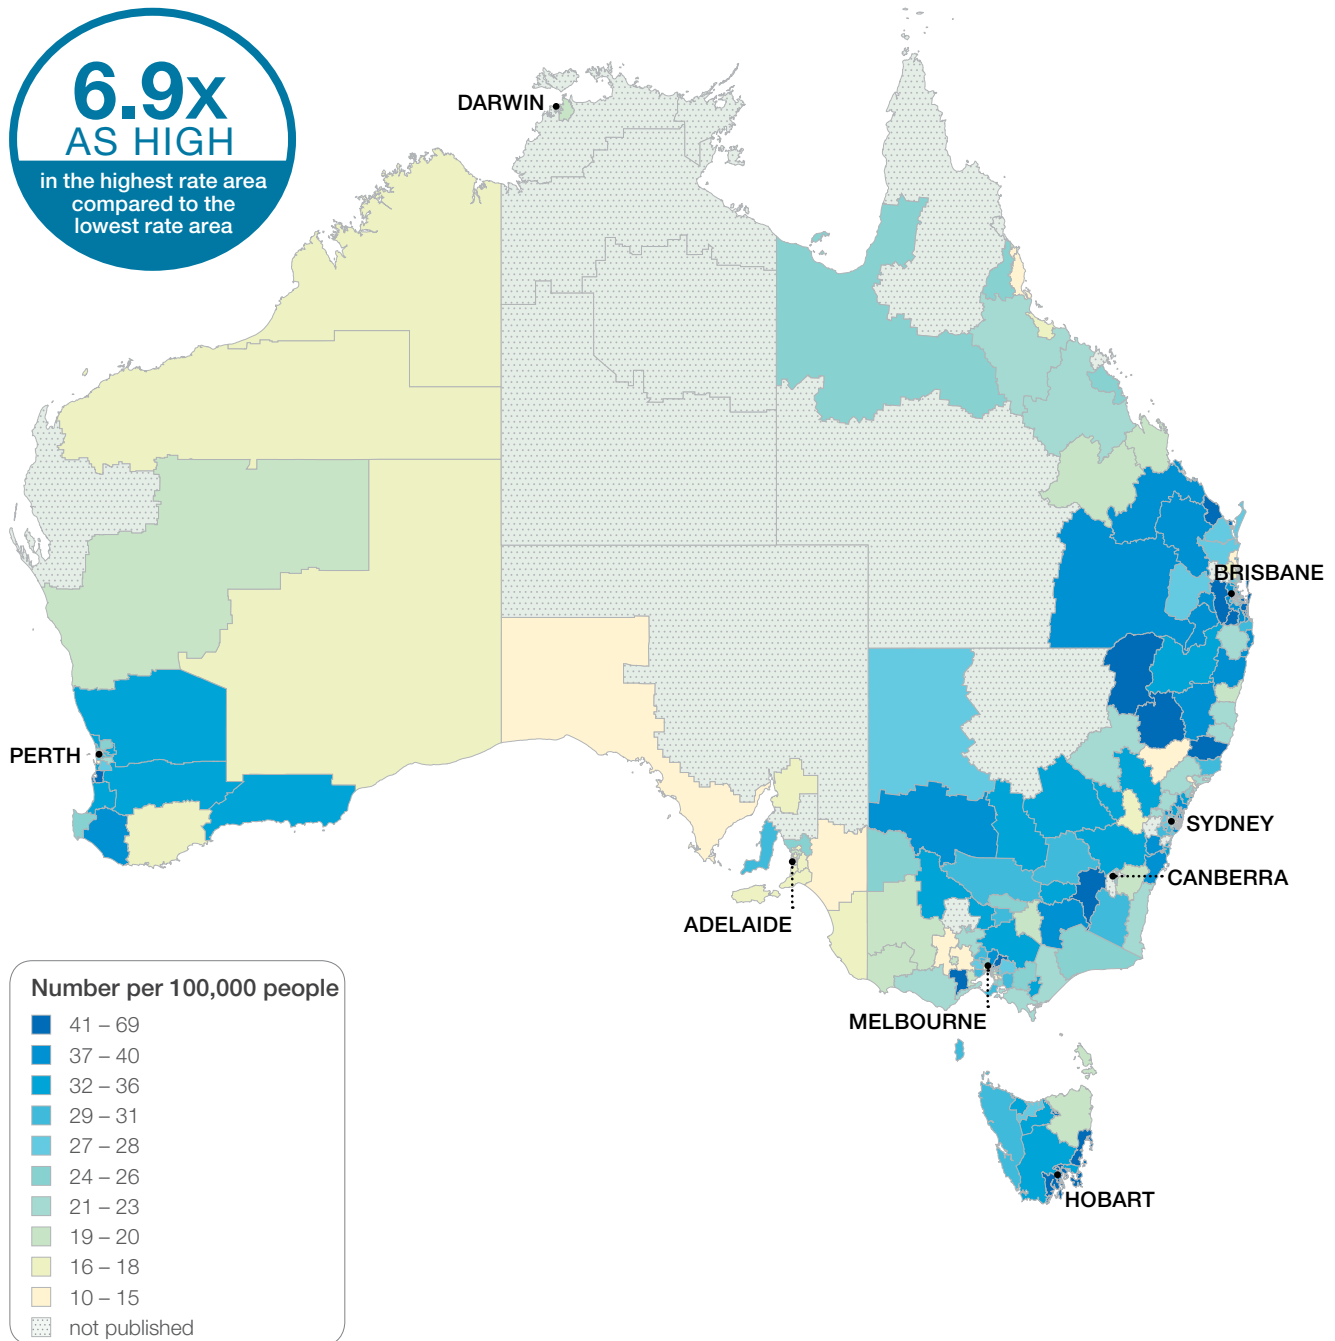 6.9x
AS HIGH
in the highest rate area
compared to the
lowest rate area
DARWIN
BRISBANE
PERTH
SYDNEY
CANBERRA
ADELAIDE
MELBOURNE
HOBART
Number per 100,000 people
41 – 69
37 – 40
32 – 36
29 – 31
27 – 28
24 – 26
21 – 23
19 – 20
16 – 18
10 – 15
not published